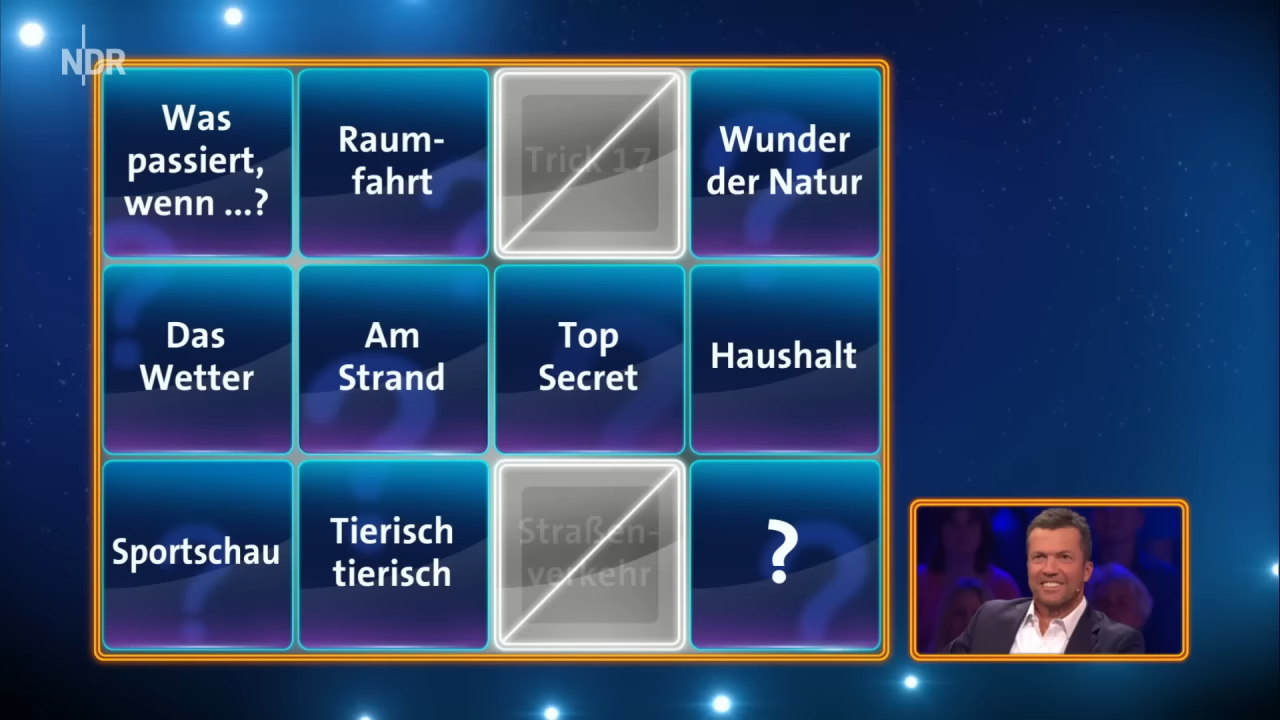 NDR
Was
passiert,
wenn ...?
Raum-
fahrt
Trick 17
Wunder
der Natur
Das
Wetter
Am
Strand
Top
Secret
Haushalt
Sportschau
Tierisch
tierisch
Straßen-
verkehr
?